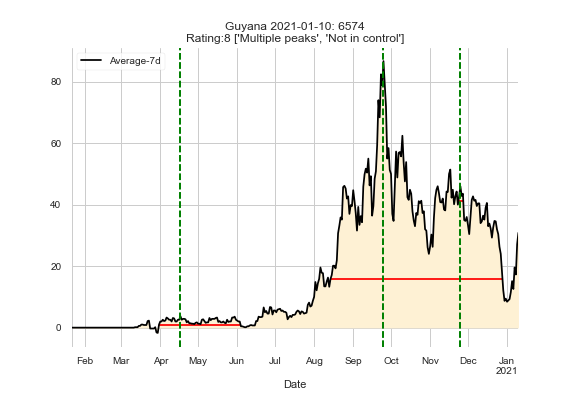 Guyana 2021-01-10: 6574
Rating:8 ['Multiple peaks', 'Not in control']
Average-7d
80
60
40
20
0
Feb Mar Apr May Jun Jul Aug Sep Oct Nov Dec Jan
2021
Date